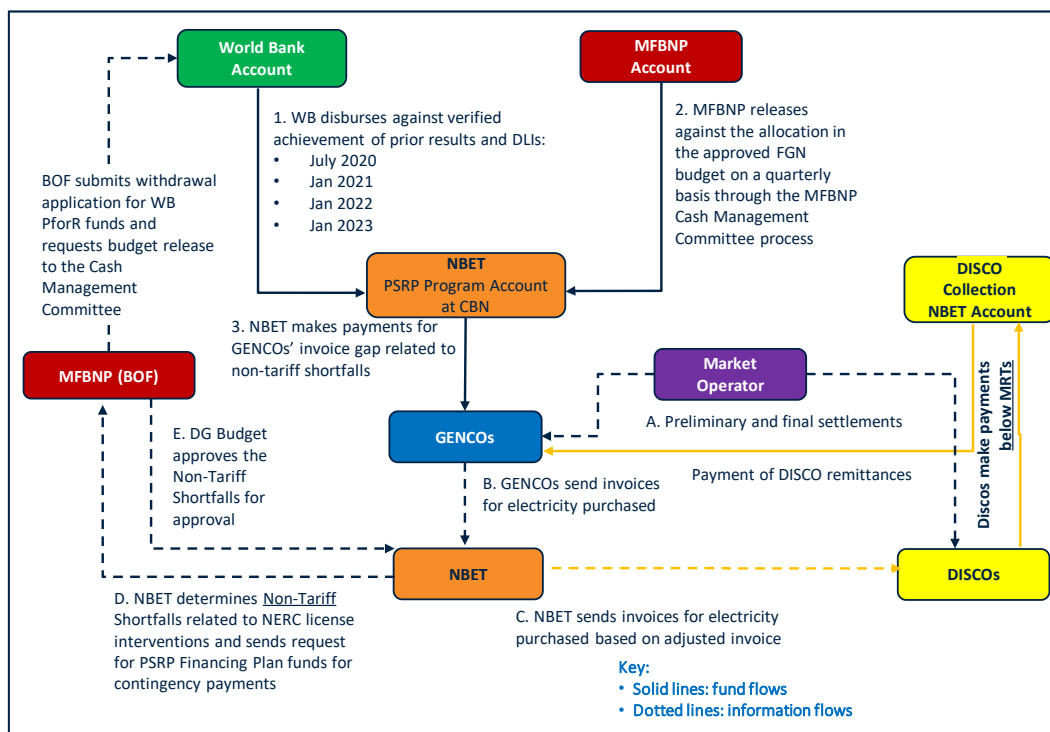 World Bank
Account
MFBNP
Account
1. WB disburses against verified
achievement of prior results and DLIs:
• July 2020
• Jan 2021
• Jan 2022
• Jan 2023
2. MFBNP releases
against the allocation in
the approved FGN
budget on a quarterly
basis through the MFBNP
Cash Management
Committee process
BOF submits withdrawal
application for WB
PforR funds and
requests budget release
to the Cash
Management
Committee
NBET
PSRP Program Account
at CBN
DISCO
Collection
NBET Account
3. NBET makes payments for
GENCOs’ invoice gap related to
non-tariff shortfalls
MFBNP (BOF)
Market
Operator
Discos make payments
below MRTs
A. Preliminary and final settlements
GENCOs
E. DG Budget
approves the
Non-Tariff
Shortfalls for
approval
Payment of DISCO remittances
B. GENCOs send invoices
for electricity purchased
NBET
DISCOs
D. NBET determines Non-Tariff
Shortfalls related to NERC license
interventions and sends request
for PSRP Financing Plan funds for
contingency payments
C. NBET sends invoices for electricity
purchased based on adjusted invoice
Key:
• Solid lines: fund flows
• Dotted lines: information flows